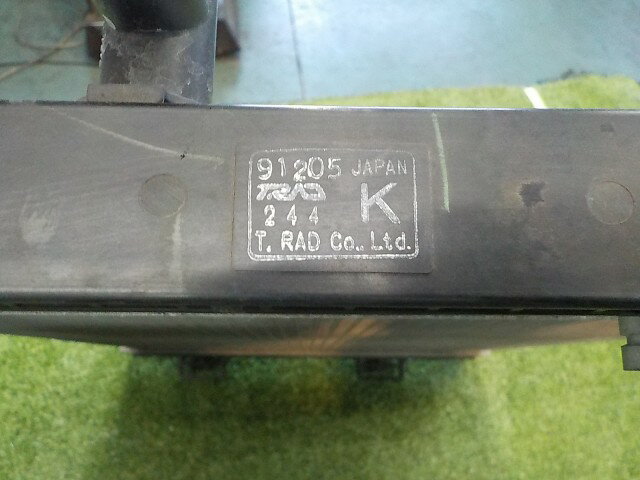 91205 JAPAN
TRAD
244 K
T. RAD Co., Ltd.